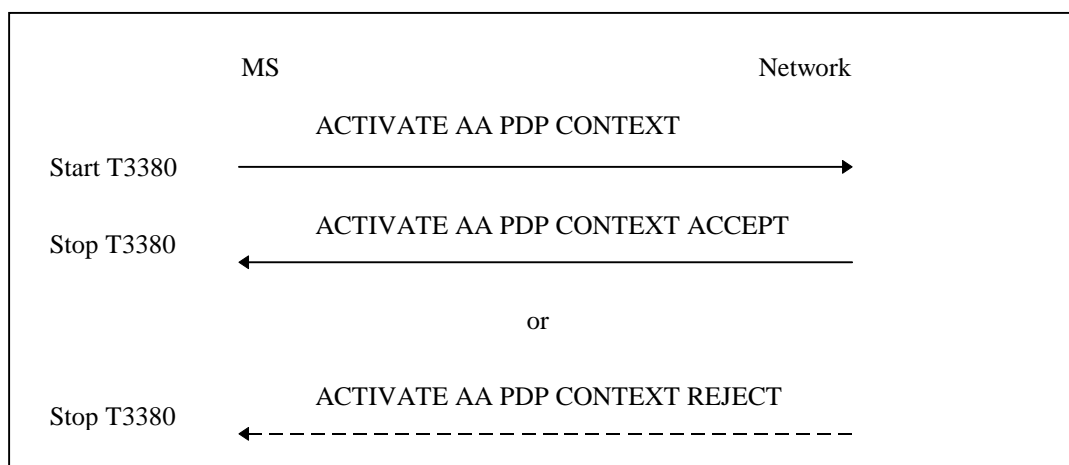 MS Network
ACTIVATE AA PDP CONTEXT
Start T3380
ACTIVATE AA PDP CONTEXT ACCEPT
Stop T3380
or
ACTIVATE AA PDP CONTEXT REJECT
Stop T3380